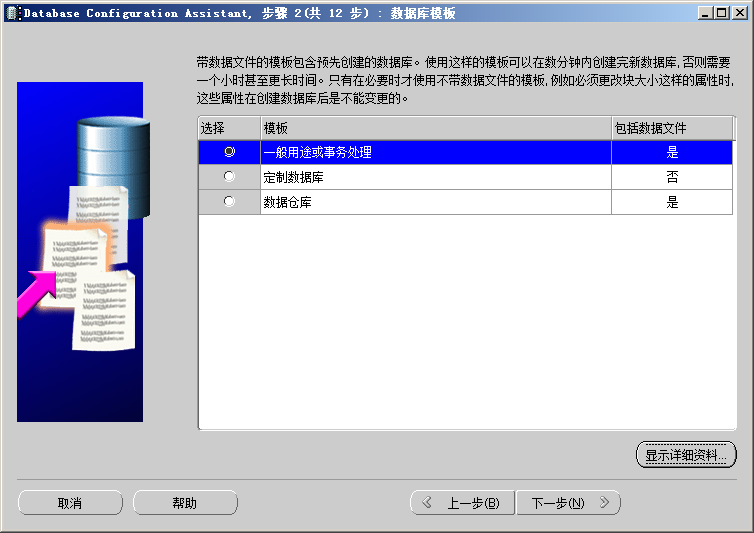 Database Configuration Assistant, 步骤 2(共 12 步) : 数据库模板
带数据文件的模板包含预先创建的数据库。使用这样的模板可以在数分钟内创建完新数据库, 否则需要
一个小时甚至更长时间。只有在必要时才使用不带数据文件的模板, 例如必须更改块大小这样的属性时,
这些属性在创建数据库后是不能变更的。
选择 模板 包括数据文件
一般用途或事务处理 是
定制数据库 否
数据仓库 是
显示详细资料...
取消 帮助 上一步(B) 下一步(N)